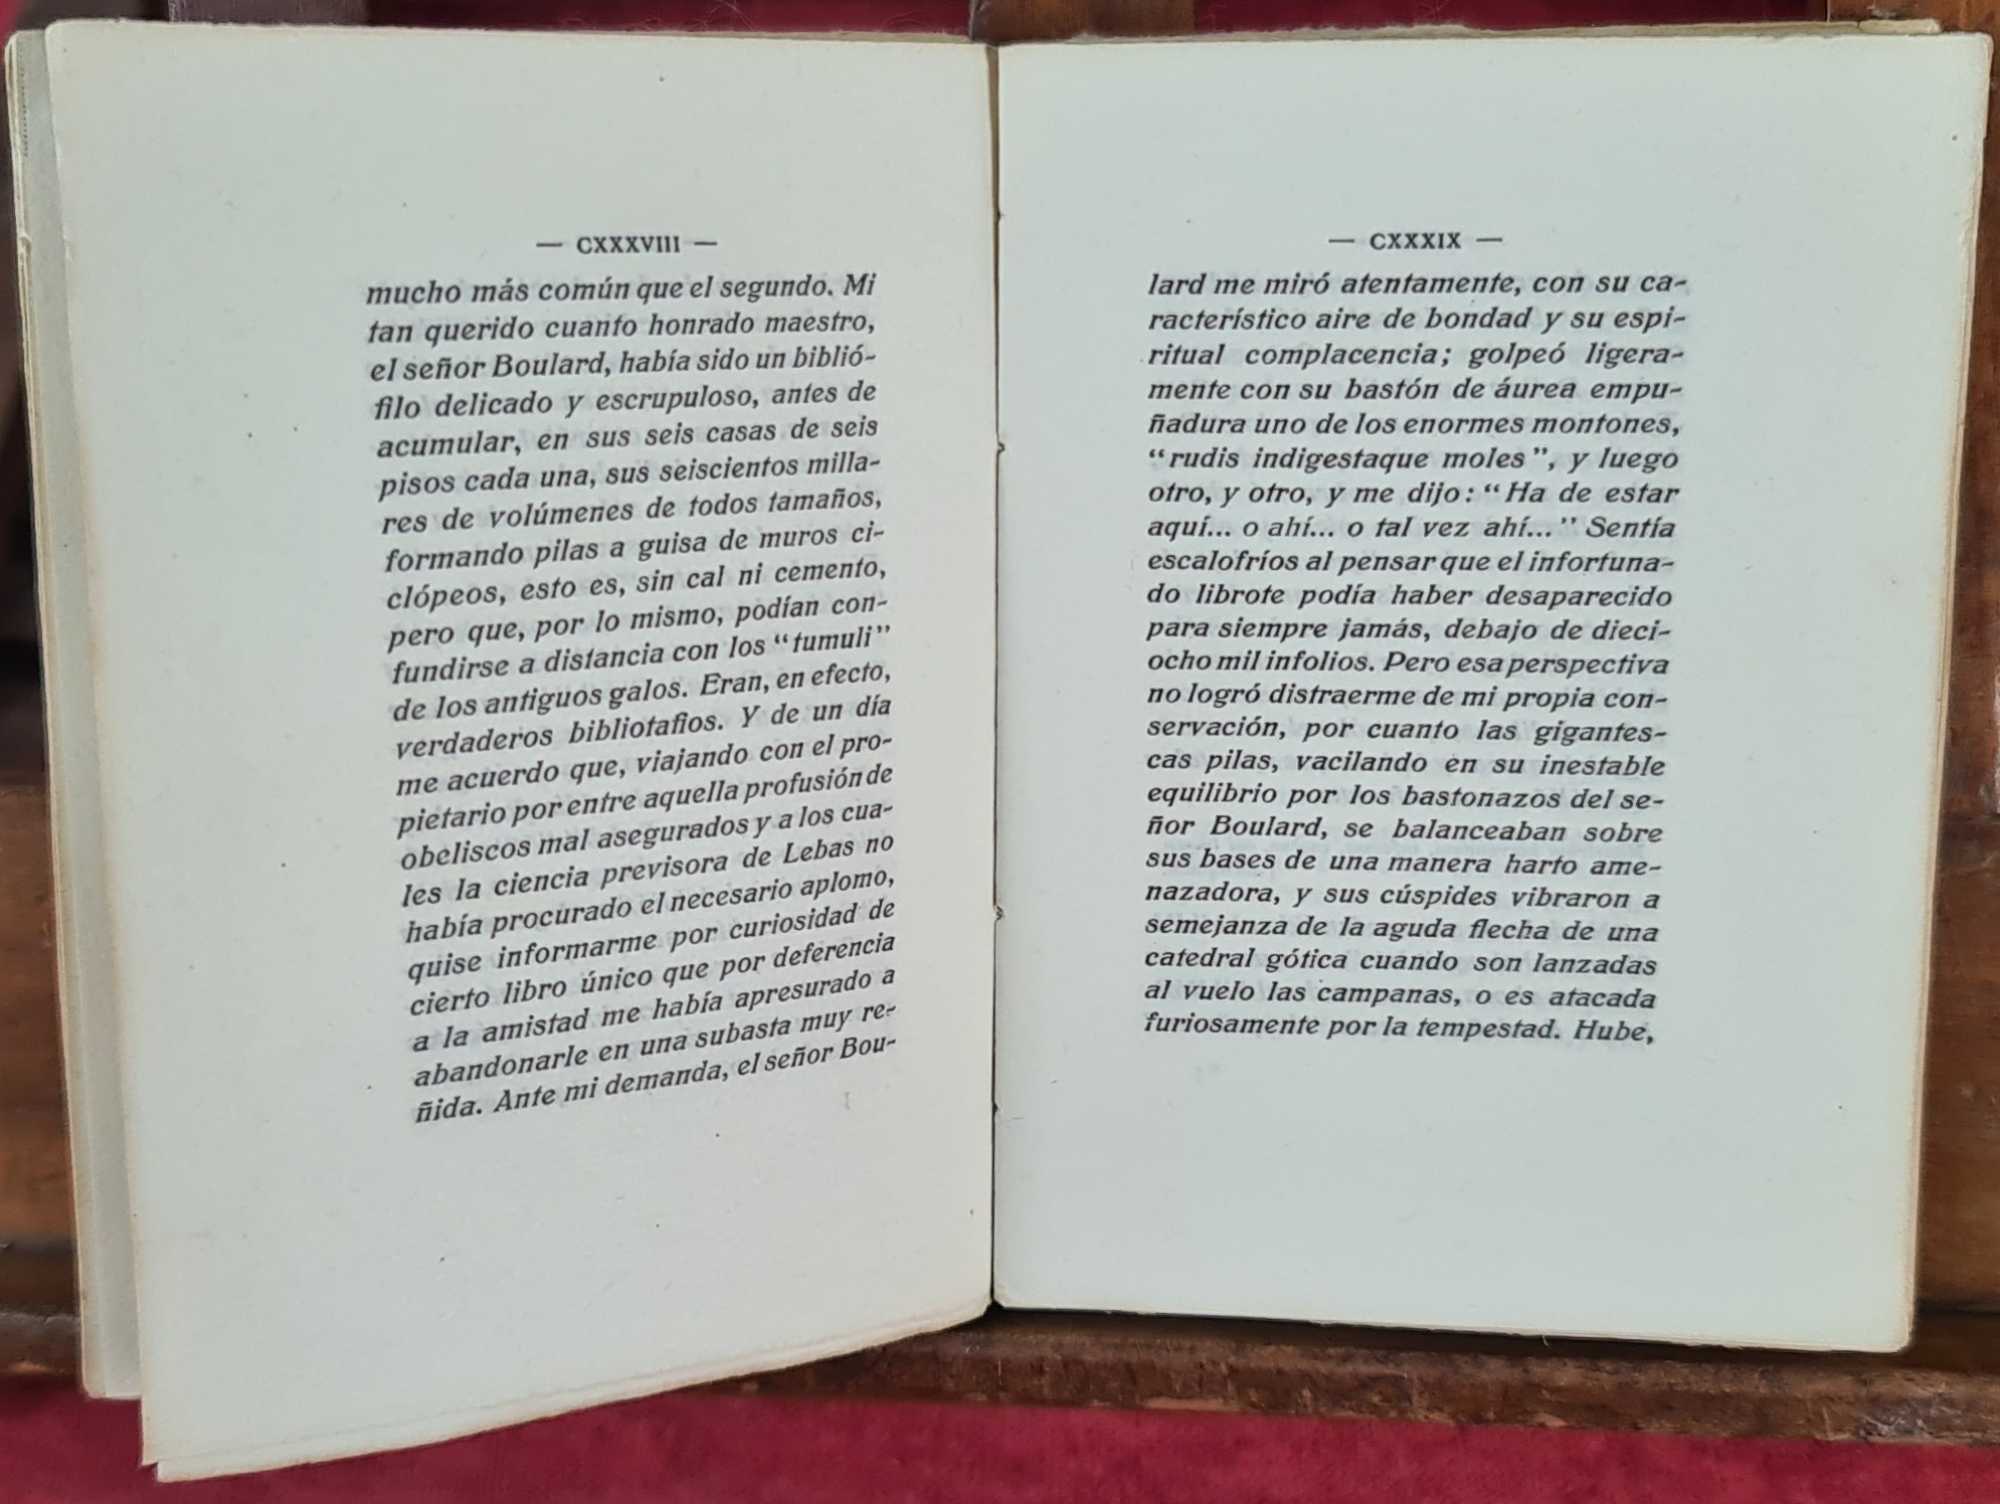 — CXXXVIII —
mucho más común que el segundo. Mi
tan querido cuanto honrado maestro,
el señor Boulard, había sido un biblió-
filo delicado y escrupuloso, antes de
acumular, en sus seis casas de seis
pisos cada una, sus seiscientos milla-
res de volúmenes de todos tamaños,
formando pilas a guisa de muros ci-
clópeos, esto es, sin cal ni cemento,
pero que, por lo mismo, podían con-
fundirse a distancia con los “tumuli”
de los antiguos galos. Eran, en efecto,
verdaderos bibliotafios. Y de un día
me acuerdo que, viajando con el pro-
pietario por entre aquella profusión de
obeliscos mal asegurados y a los cua-
les la ciencia previsora de Lebas no
había procurado el necesario aplomo,
quise informarme por curiosidad de
cierto libro único que por deferencia
a la amistad me había apresurado a
abandonarle en una subasta muy re-
ñida. Ante mi demanda, el señor Bou-
— CXXXIX —
lard me miró atentamente, con su ca-
racterístico aire de bondad y su espi-
ritual complacencia; golpeó ligera-
mente con su bastón de áurea empu-
ñadura uno de los enormes montones,
“rudis indigestaque moles”, y luego
otro, y otro, y me dijo: “Ha de estar
aquí... o ahí... o tal vez ahí...” Sentía
escalofríos al pensar que el infortuna-
do librote podía haber desaparecido
para siempre jamás, debajo de dieci-
ocho mil infolios. Pero esa perspectiva
no logró distraerme de mi propia con-
servación, por cuanto las gigantes-
cas pilas, vacilando en su inestable
equilibrio por los bastonazos del se-
ñor Boulard, se balanceaban sobre
sus bases de una manera harto ame-
nazadora, y sus cúspides vibraron a
semejanza de la aguda flecha de una
catedral gótica cuando son lanzadas
al vuelo las campanas, o es atacada
furiosamente por la tempestad. Hube,